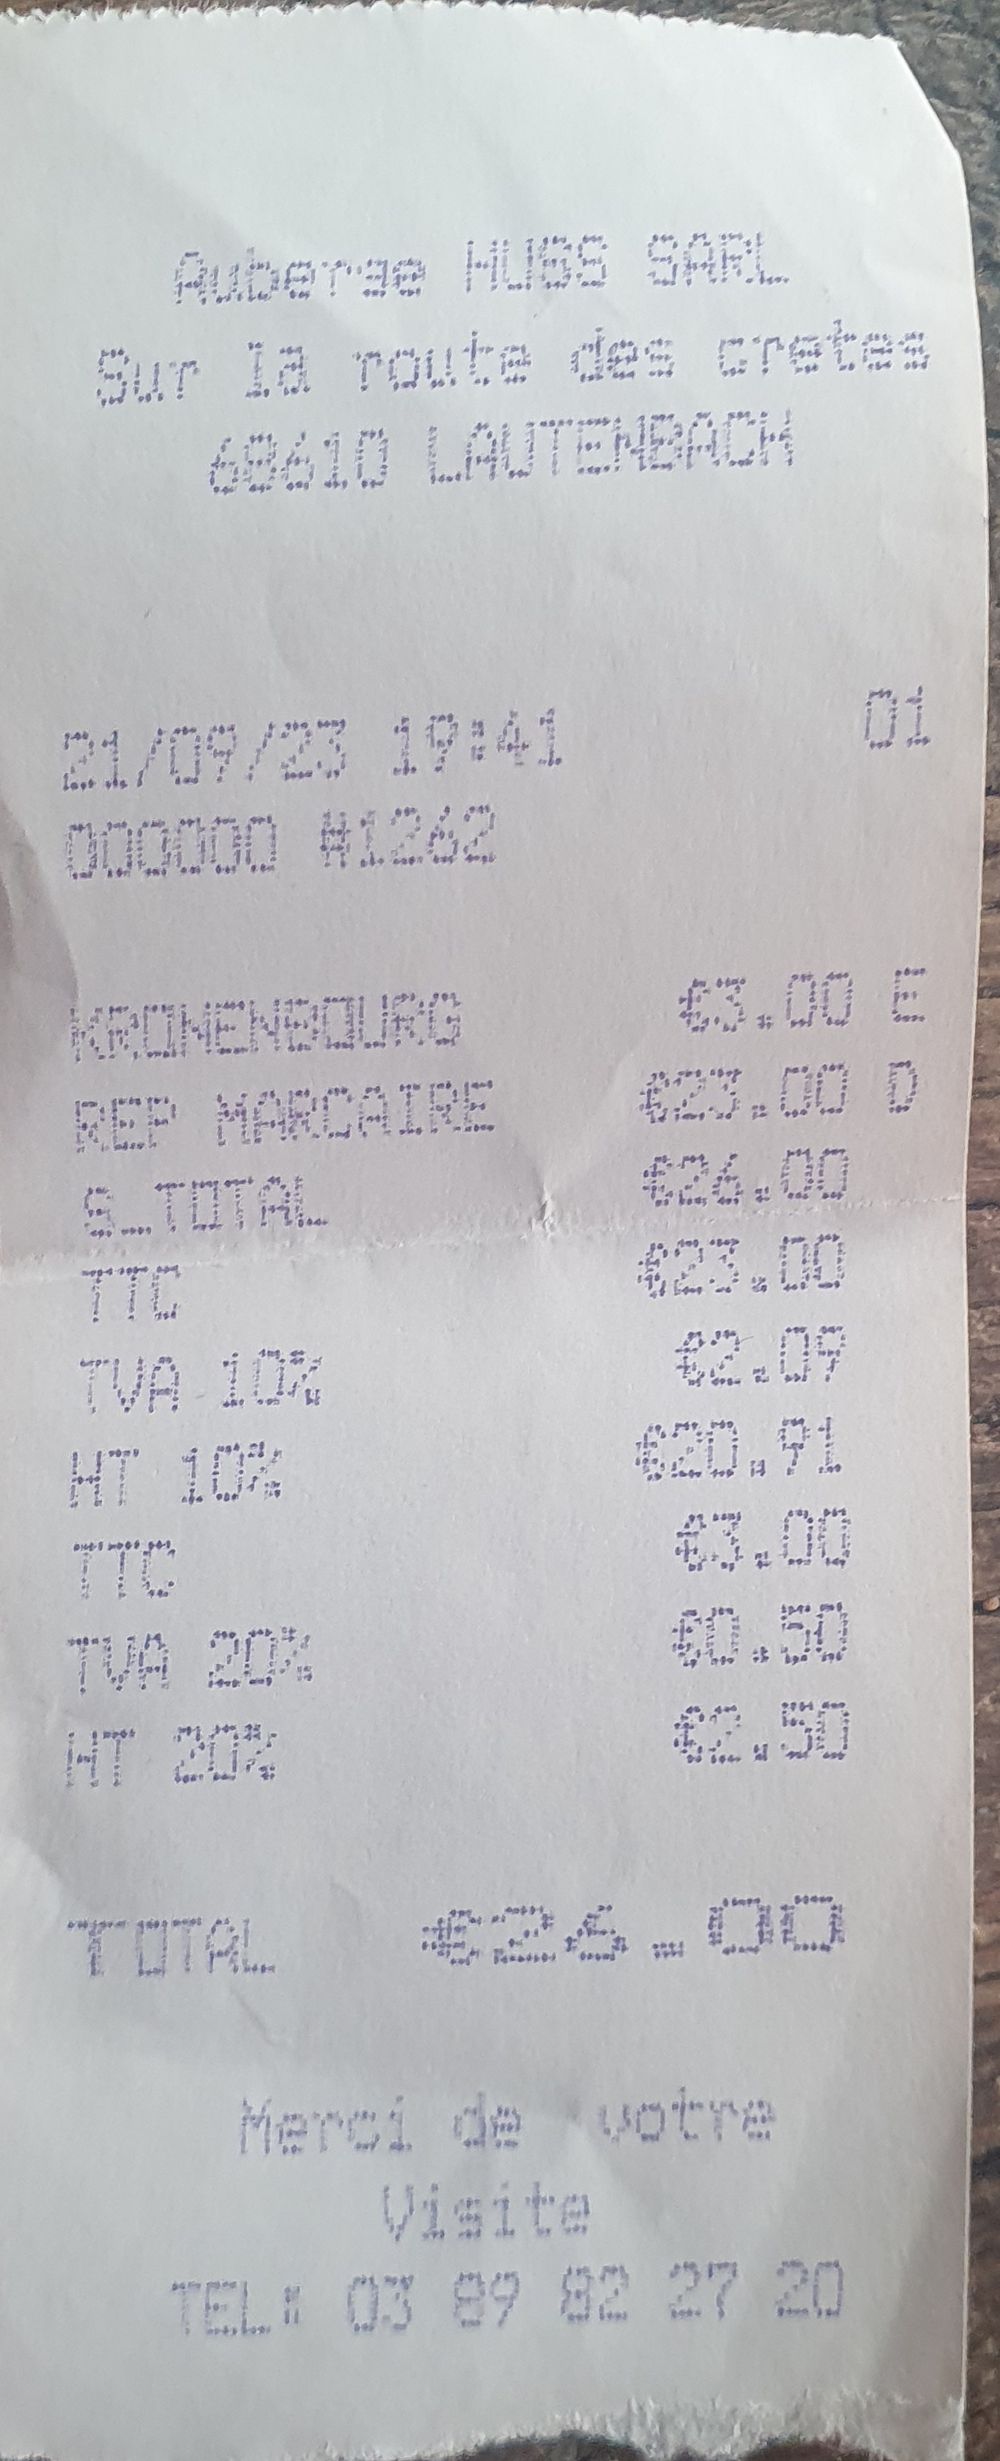 Auberge HUSS SARL
Sur la route des cretes
68610 LAUTENBACH
21/09/23 19:41 01
000000 #1262
KRONENBOURG €3.00 E
REP MARCAIRE €23.00 D
S_TOTAL €26.00
TTC €23.00
TVA 10% €2.09
HT 10% €20.91
TTC €3.00
TVA 20% €0.50
HT 20% €2.50
TOTAL €26.00
Merci de votre
Visite
TEL: 03 89 82 27 20